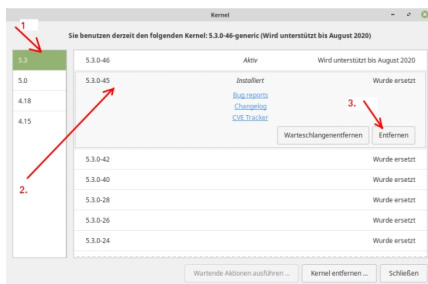 Kernel
1
Sie benutzen derzeit den folgenden Kernel: 5.3.0-46-generic (Wird unterstützt bis August 2020)
5.3
5.3.0-46 Aktiv Wird unterstützt bis August 2020
5.0
5.3.0-45 Installiert Wurde ersetzt
4.18
Bug reports
Changelog
3.
4.15
CVE Tracker
Warteschlangenentfernen Entfernen
5.3.0-42 Wurde ersetzt
2.
5.3.0-40 Wurde ersetzt
5.3.0-28 Wurde ersetzt
5.3.0-26 Wurde ersetzt
5.3.0-24 Wurde ersetzt
Wartende Aktionen ausführen ... Kernel entfernen ... Schließen